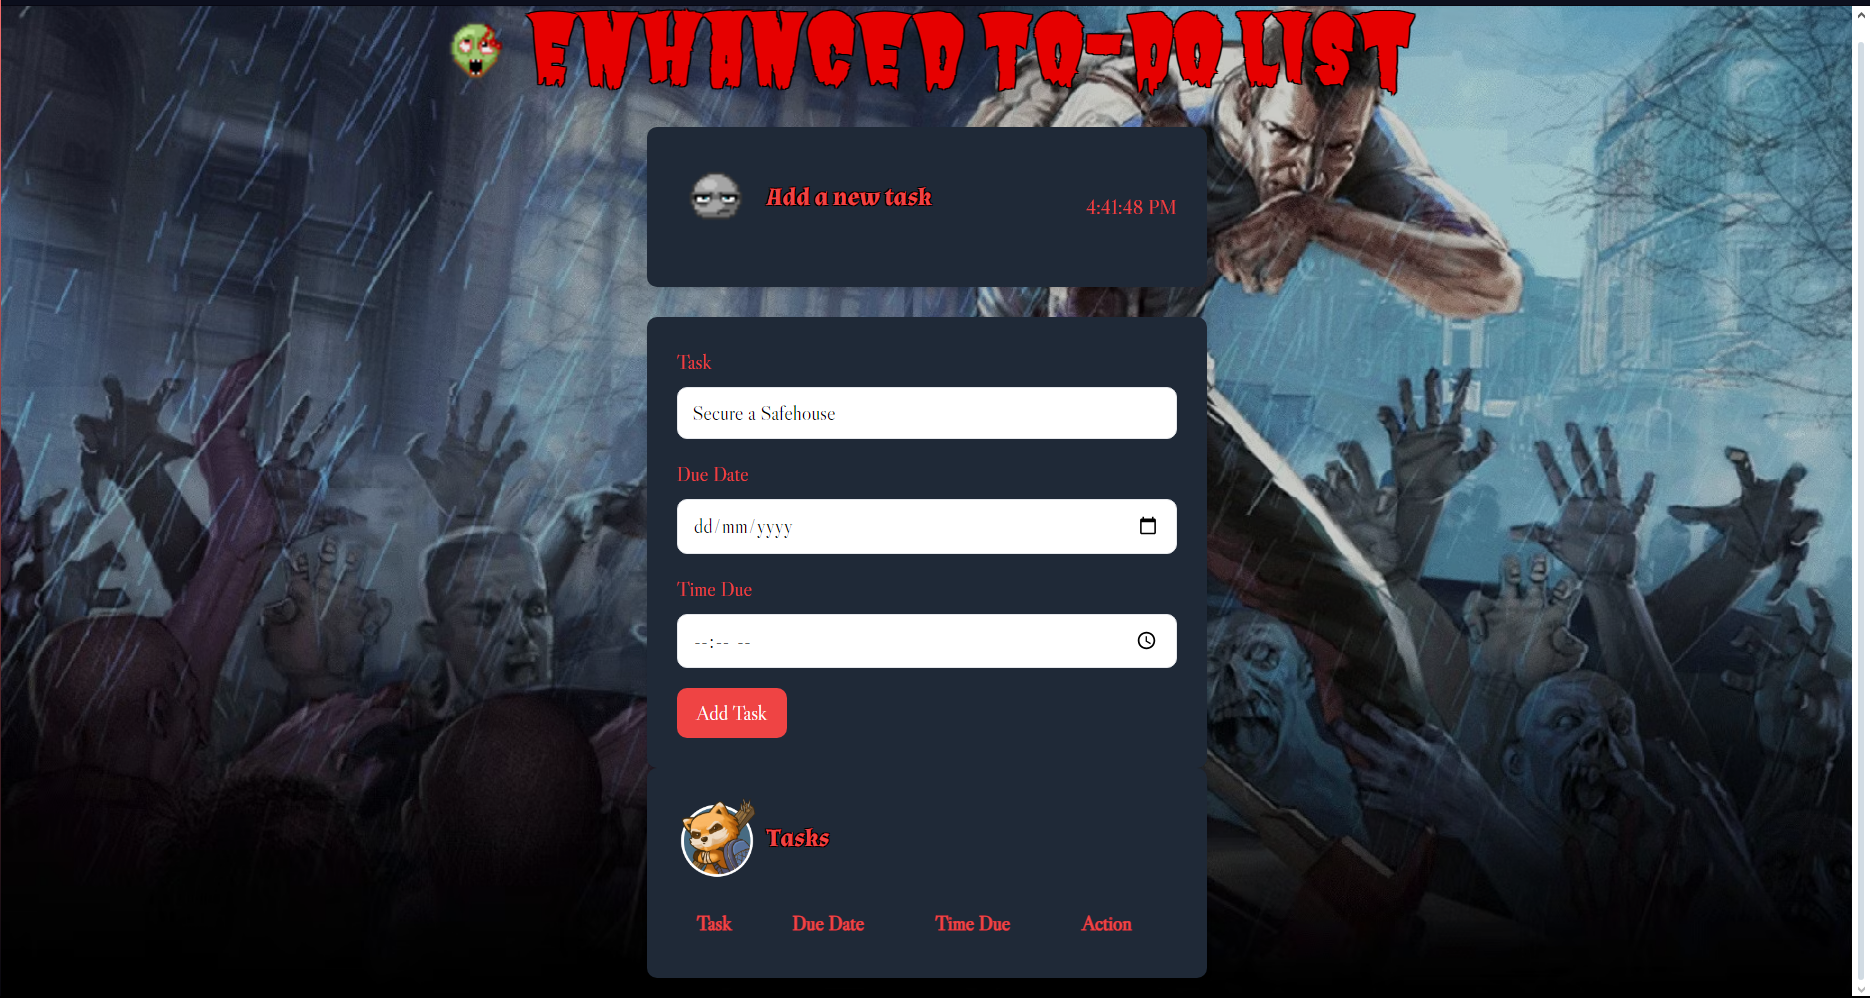 ENHANCED TO-DO LIST
Add a new task
4:41:48 PM
Task
Secure a Safehouse
Due Date
dd/mm/yyyy
Time Due
--:-- --
Add Task
Tasks
Task Due Date Time Due Action